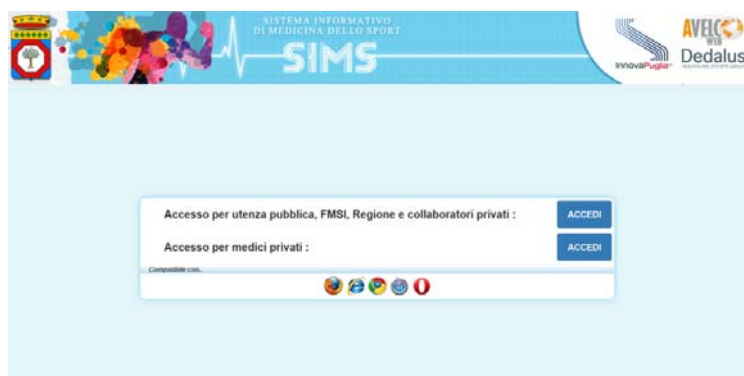 SISTEMA INFORMATIVO
DI MEDICINA DELLO SPORT
SIMS
InnovaPuglia
AVELCO
WEB
Dedalus
Accesso per utenza pubblica, FMSI, Regione e collaboratori privati :
ACCEDI
Accesso per medici privati :
ACCEDI
Compatibile con..